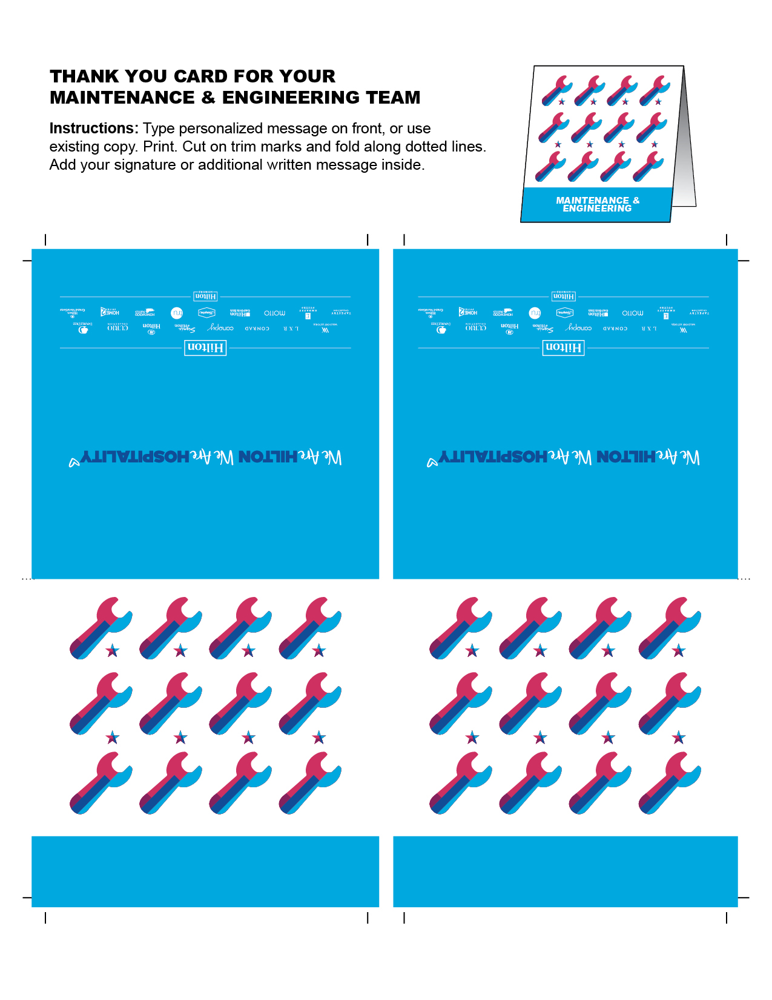 THANK YOU CARD FOR YOUR
MAINTENANCE & ENGINEERING TEAM
Instructions: Type personalized message on front, or use
existing copy. Print. Cut on trim marks and fold along dotted lines.
Add your signature or additional written message inside.
MAINTENANCE &
ENGINEERING
We Are HILTON We Are HOSPITALITY
Hilton
WALDORF ASTORIA LXR CONRAD canopy Signia Hilton Hilton CURIO COLLECTION DOUBLETREE
TAPESTRY COLLECTION EMBASSY SUITES MOTTO Hilton Garden Inn Hampton tru HOMEWOOD SUITES HOME2 SUITES Hilton Grand Vacations
Hilton HONORS
We Are HILTON We Are HOSPITALITY
Hilton
WALDORF ASTORIA LXR CONRAD canopy Signia Hilton Hilton CURIO COLLECTION DOUBLETREE
TAPESTRY COLLECTION EMBASSY SUITES MOTTO Hilton Garden Inn Hampton tru HOMEWOOD SUITES HOME2 SUITES Hilton Grand Vacations
Hilton HONORS